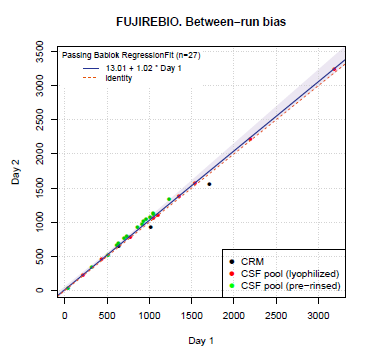 FUJIREBIO. Between−run bias
Passing Bablok RegressionFit (n=27)
13.01 + 1.02 * Day 1
Identity
3500
3000
2500
2000
1500
1000
500
0
Day 2
CRM
CSF pool (lyophilized)
CSF pool (pre−rinsed)
0 500 1000 1500 2000 2500 3000
Day 1